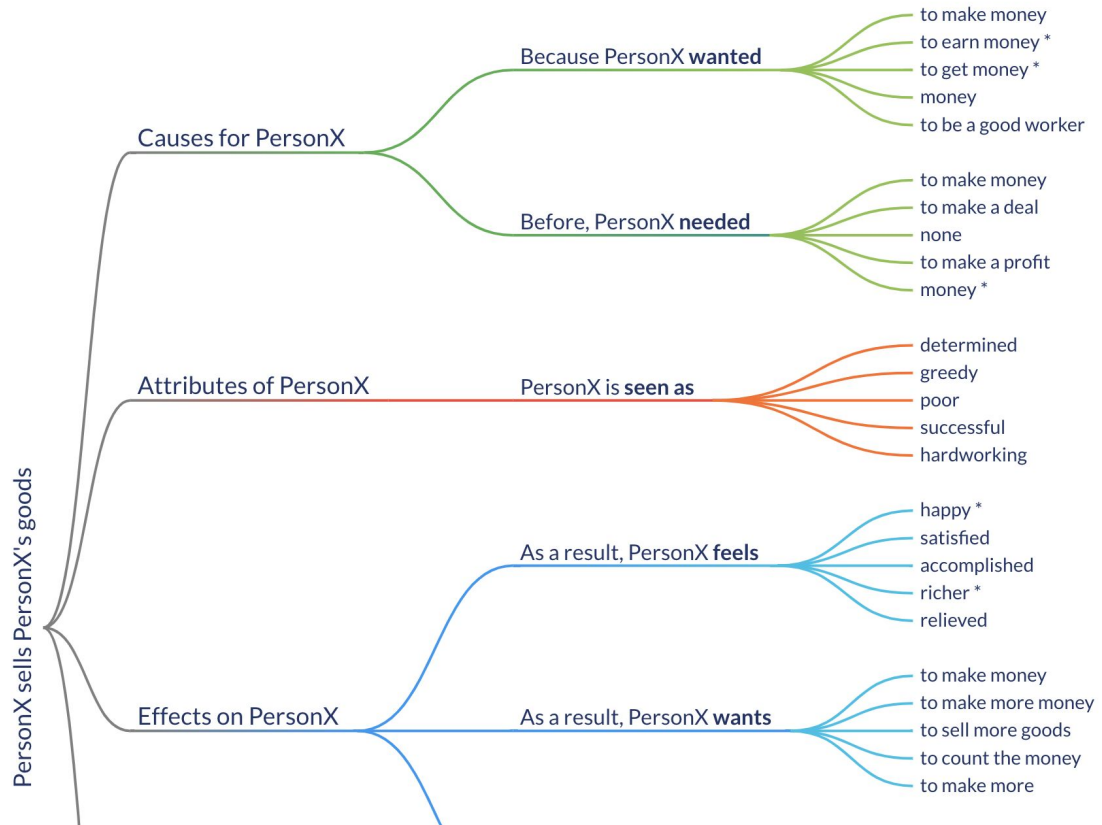 PersonX sells PersonX's goods
Causes for PersonX
Because PersonX wanted
to make money
to earn money *
to get money *
money
to be a good worker
Before, PersonX needed
to make money
to make a deal
none
to make a profit
money *
Attributes of PersonX
PersonX is seen as
determined
greedy
poor
successful
hardworking
Effects on PersonX
As a result, PersonX feels
happy *
satisfied
accomplished
richer *
relieved
As a result, PersonX wants
to make money
to make more money
to sell more goods
to count the money
to make more